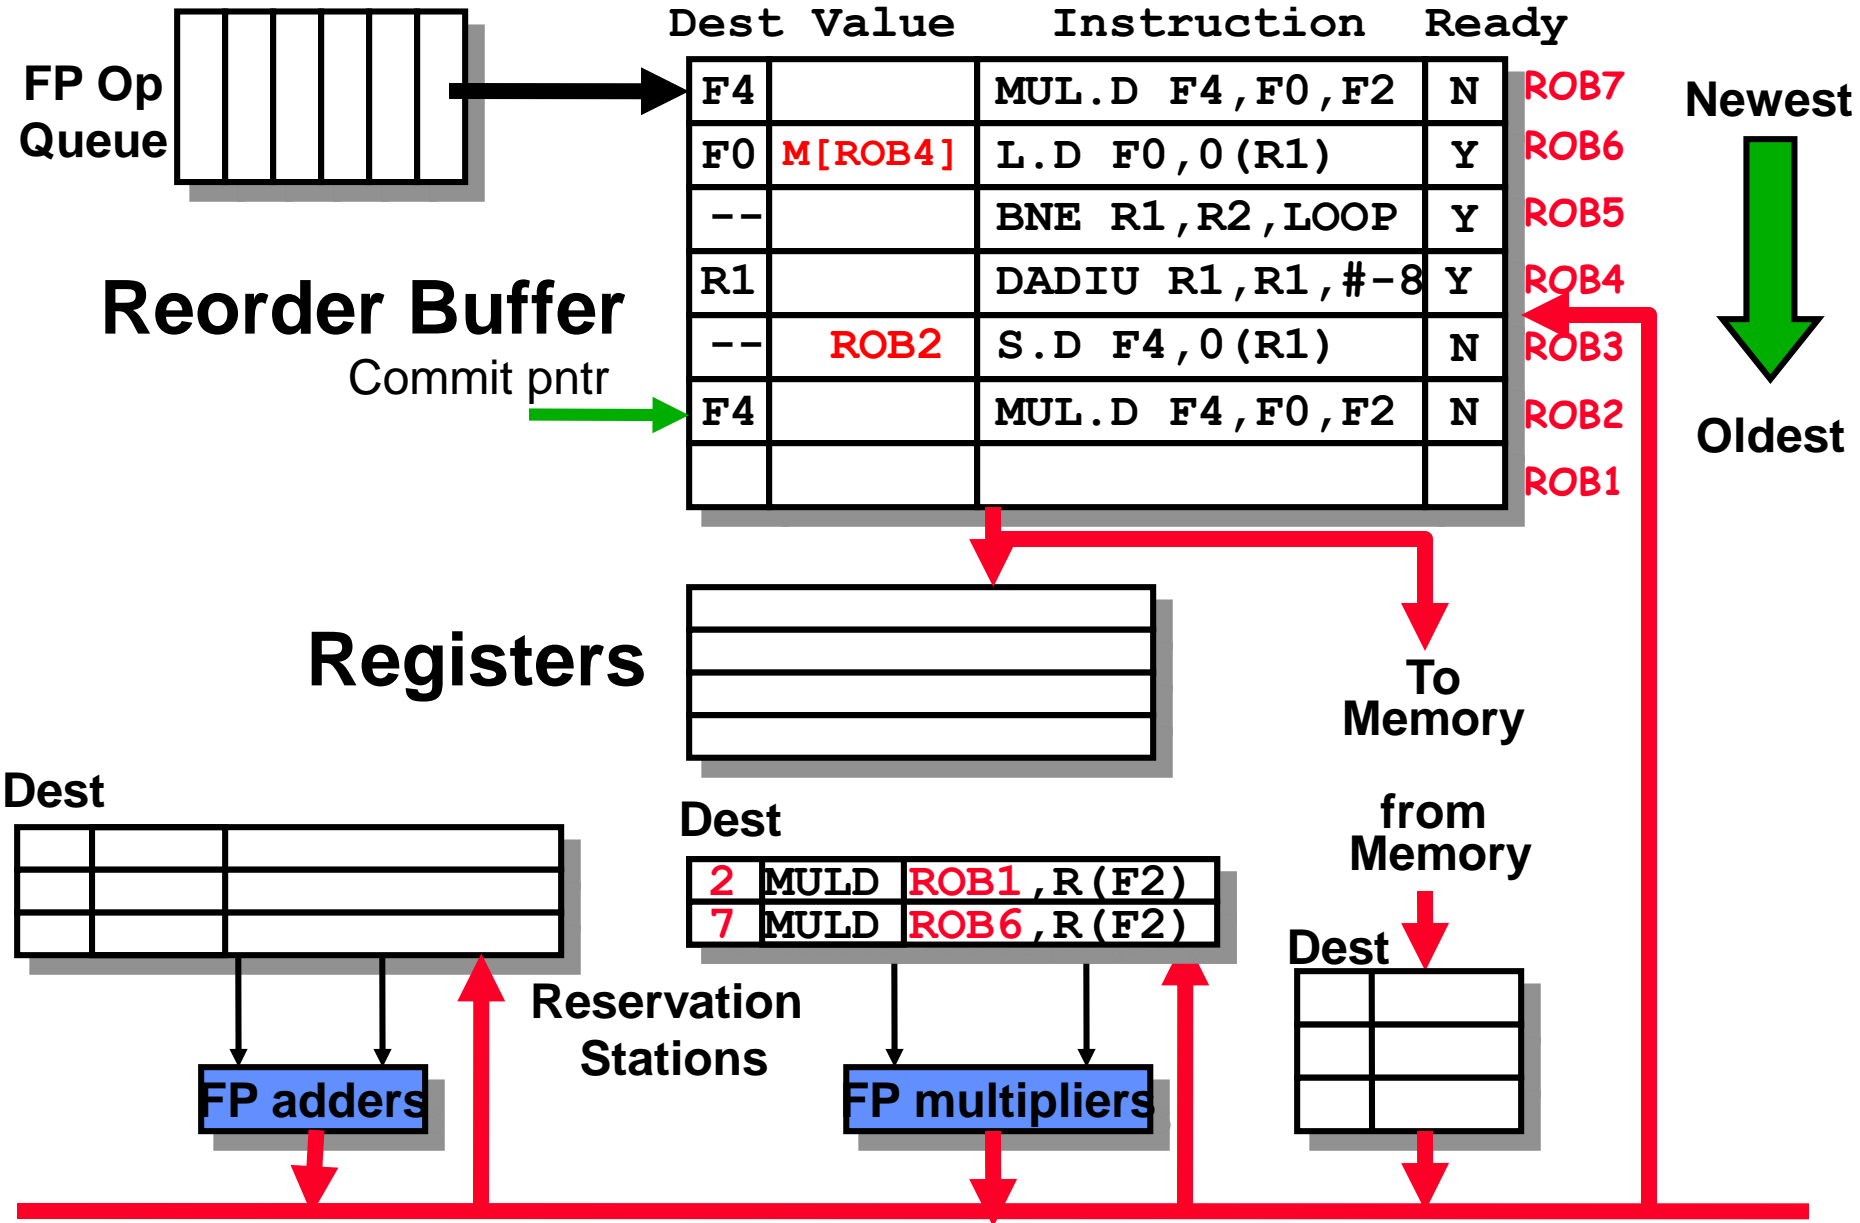 Dest Value Instruction Ready
FP Op
Queue
F4 MUL.D F4,F0,F2 N ROB7
F0 M[ROB4] L.D F0,0(R1) Y ROB6
-- BNE R1,R2,LOOP Y ROB5
R1 DADIU R1,R1,#-8 Y ROB4
-- ROB2 S.D F4,0(R1) N ROB3
F4 MUL.D F4,F0,F2 N ROB2
ROB1
Newest
Oldest
Reorder Buffer
Commit pntr
Registers
To
Memory
from
Memory
Dest
Dest
2 MULD ROB1,R(F2)
7 MULD ROB6,R(F2)
Dest
Reservation
Stations
FP adders
FP multipliers